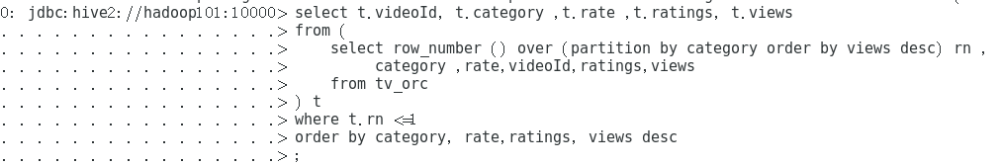 0: jdbc:hive2://hadoop101:10000> select t.videoId, t.category ,t.rate ,t.ratings, t.views
. . . . . . . . . . . . . . . .> from (
. . . . . . . . . . . . . . . .>     select row_number () over (partition by category order by views desc) rn ,
. . . . . . . . . . . . . . . .>          category ,rate,videoId,ratings,views
. . . . . . . . . . . . . . . .>     from tv_orc
. . . . . . . . . . . . . . . .> ) t
. . . . . . . . . . . . . . . .> where t.rn <=1
. . . . . . . . . . . . . . . .> order by category, rate,ratings, views desc
. . . . . . . . . . . . . . . .> ;